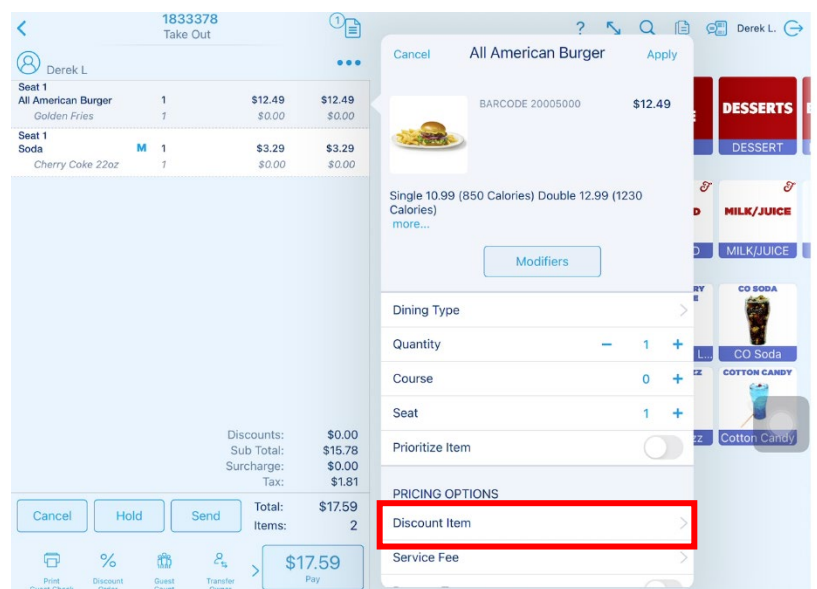 1833378
Take Out
1
Derek L
Seat 1
All American Burger 1 $12.49 $12.49
Golden Fries 1 $0.00 $0.00
Seat 1
Soda M 1 $3.29 $3.29
Cherry Coke 22oz 1 $0.00 $0.00
Discounts: $0.00
Sub Total: $15.78
Surcharge: $0.00
Tax: $1.81
Total: $17.59
Items: 2
Cancel Hold Send
Print
Discount
Guest
Transfer
$17.59
Pay
? Derek L.
Cancel All American Burger Apply
BARCODE 20005000 $12.49
Single 10.99 (850 Calories) Double 12.99 (1230
Calories)
more...
Modifiers
Dining Type
Quantity − 1 +
Course 0 +
Seat 1 +
Prioritize Item
PRICING OPTIONS
Discount Item
Service Fee
DESSERTS
DESSERT
MILK/JUICE
MILK/JUICE
CO SODA
L... CO Soda
COTTON CANDY
zz Cotton Candy